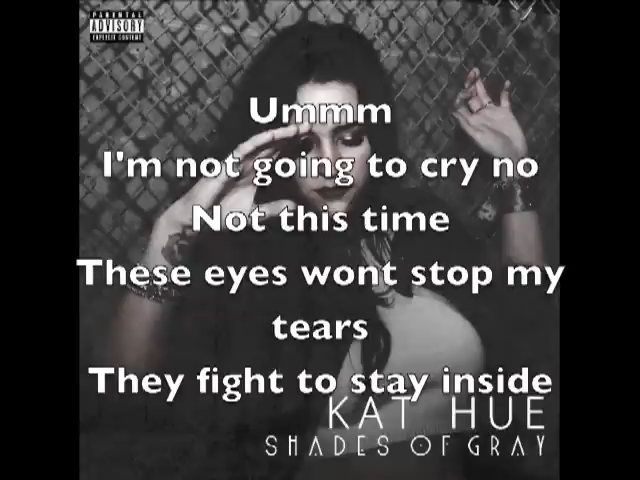 PARENTAL
ADVISORY
EXPLICIT CONTENT
Ummm
I'm not going to cry no
Not this time
These eyes wont stop my
tears
They fight to stay inside
KAT HUE
SHADES OF GRAY